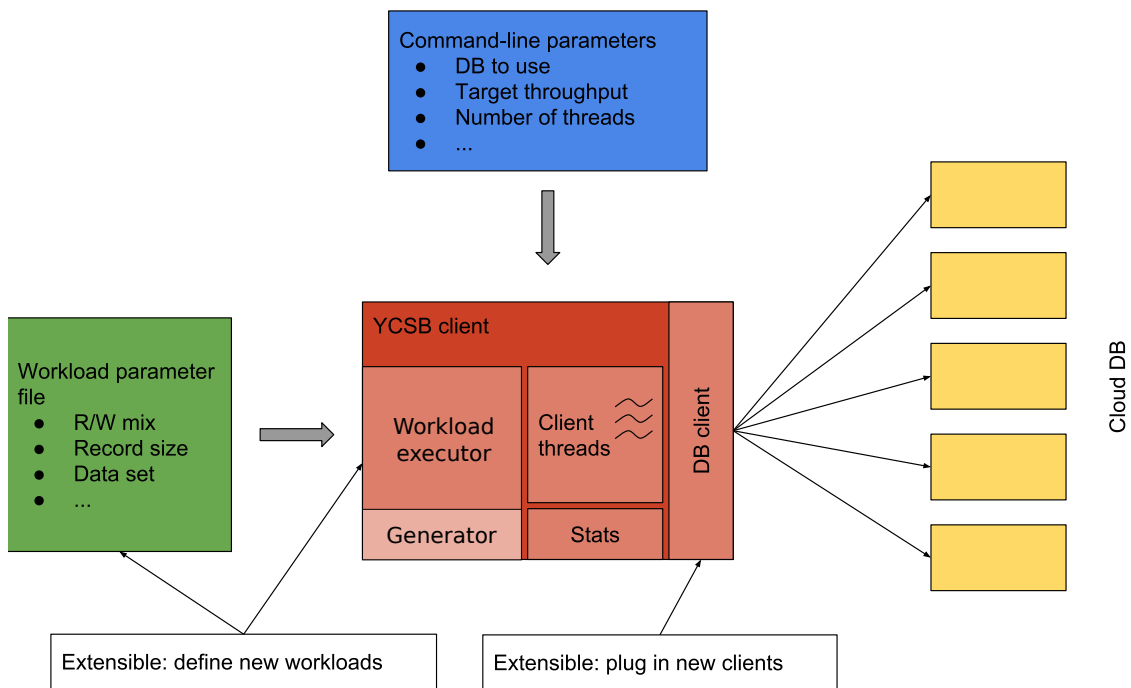 Command-line parameters
● DB to use
● Target throughput
● Number of threads
● ...
Workload parameter
file
● R/W mix
● Record size
● Data set
● ...
YCSB client
Workload
executor
Generator
Client
threads
Stats
DB client
Cloud DB
Extensible: define new workloads
Extensible: plug in new clients